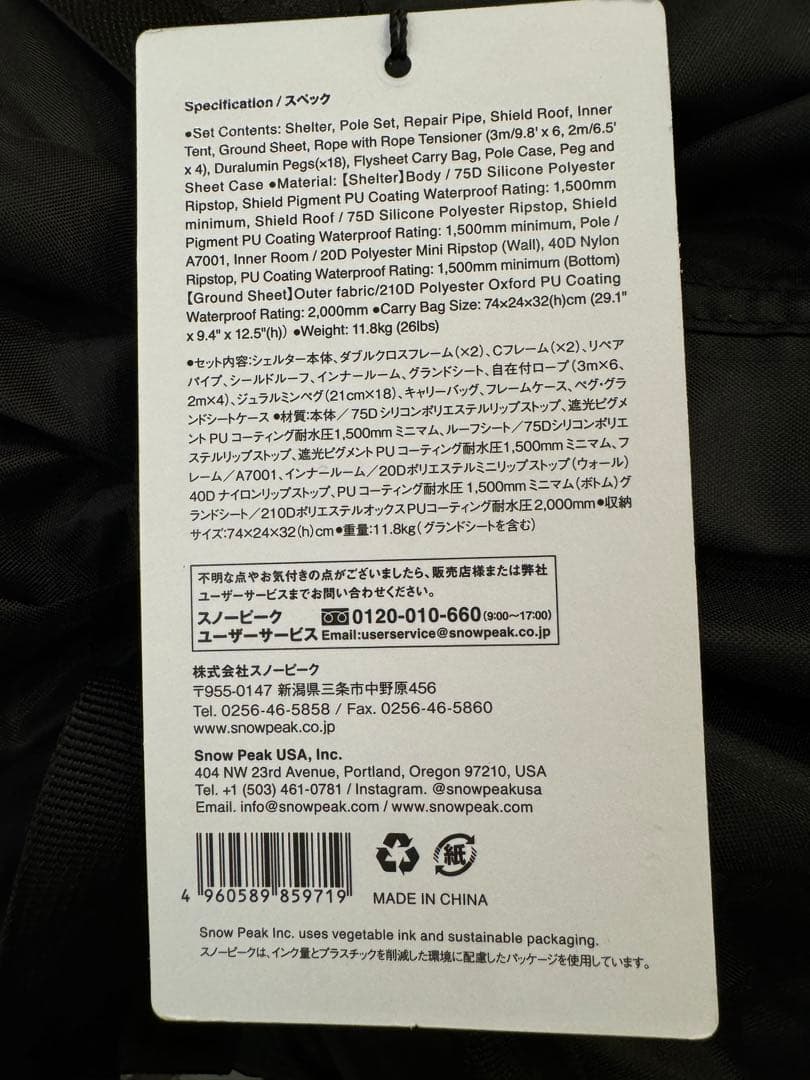 Specification / スペック
●Set Contents: Shelter, Pole Set, Repair Pipe, Shield Roof, Inner
Tent, Ground Sheet, Rope with Rope Tensioner (3m/9.8' x 6, 2m/6.5'
x 4), Duralumin Pegs(×18), Flysheet Carry Bag, Pole Case, Peg and
Sheet Case ●Material:【Shelter】Body / 75D Silicone Polyester
Ripstop, Shield Pigment PU Coating Waterproof Rating: 1,500mm
minimum, Shield Roof / 75D Silicone Polyester Ripstop, Shield
Pigment PU Coating Waterproof Rating: 1,500mm minimum, Pole /
A7001, Inner Room / 20D Polyester Mini Ripstop (Wall), 40D Nylon
Ripstop, PU Coating Waterproof Rating: 1,500mm minimum (Bottom)
【Ground Sheet】Outer fabric/210D Polyester Oxford PU Coating
Waterproof Rating: 2,000mm ●Carry Bag Size: 74×24×32(h)cm (29.1"
x 9.4" x 12.5"(h)) ●Weight: 11.8kg (26lbs)
●セット内容:シェルター本体、ダブルクロスフレーム(×2)、Cフレーム(×2)、リペア
パイプ、シールドルーフ、インナールーム、グランドシート、自在付ロープ(3m×6、
2m×4)、ジュラルミンペグ(21cm×18)、キャリーバッグ、フレームケース、ペグ・グラ
ンドシートケース ●材質:本体/75Dシリコンポリエステルリップストップ、遮光ピグメ
ントPUコーティング耐水圧1,500mmミニマム、ルーフシート/75Dシリコンポリエ
ステルリップストップ、遮光ピグメントPUコーティング耐水圧1,500mmミニマム、フ
レーム/A7001、インナールーム/20Dポリエステルミニリップストップ(ウォール)
40Dナイロンリップストップ、PUコーティング耐水圧1,500mmミニマム(ボトム)グ
ランドシート/210DポリエステルオックスPUコーティング耐水圧2,000mm●収納
サイズ:74×24×32(h)cm●重量:11.8kg(グランドシートを含む)
不明な点やお気付きの点がございましたら、販売店様または弊社
ユーザーサービスまでお問い合わせください。
スノーピーク 0120-010-660(9:00〜17:00)
ユーザーサービス Email:userservice@snowpeak.co.jp
株式会社スノーピーク
〒955-0147 新潟県三条市中野原456
Tel. 0256-46-5858 / Fax. 0256-46-5860
www.snowpeak.co.jp
Snow Peak USA, Inc.
404 NW 23rd Avenue, Portland, Oregon 97210, USA
Tel. +1 (503) 461-0781 / Instagram. @snowpeakusa
Email. info@snowpeak.com / www.snowpeak.com
紙
4 960589 859719
MADE IN CHINA
Snow Peak Inc. uses vegetable ink and sustainable packaging.
スノーピークは、インク量とプラスチックを削減した環境に配慮したパッケージを使用しています。